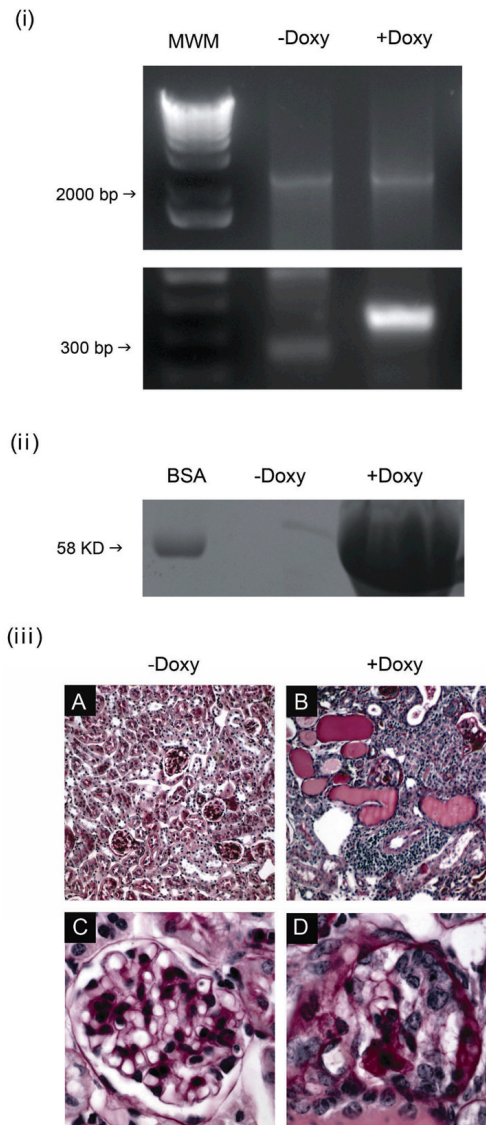 (i)
MWM -Doxy +Doxy
2000 bp →
300 bp →
(ii)
BSA -Doxy +Doxy
58 KD →
(iii)
-Doxy +Doxy
A B
C D